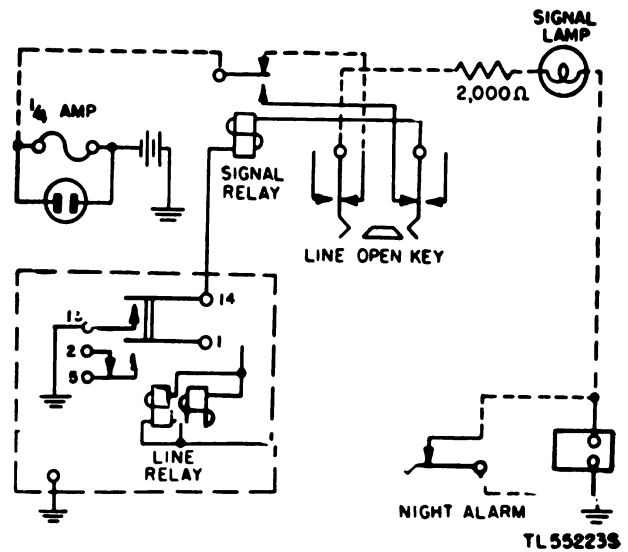 SIGNAL
LAMP
¼ AMP
2,000Ω
SIGNAL
RELAY
LINE OPEN KEY
14
1
2
5
LINE
RELAY
NIGHT ALARM
TL55223S